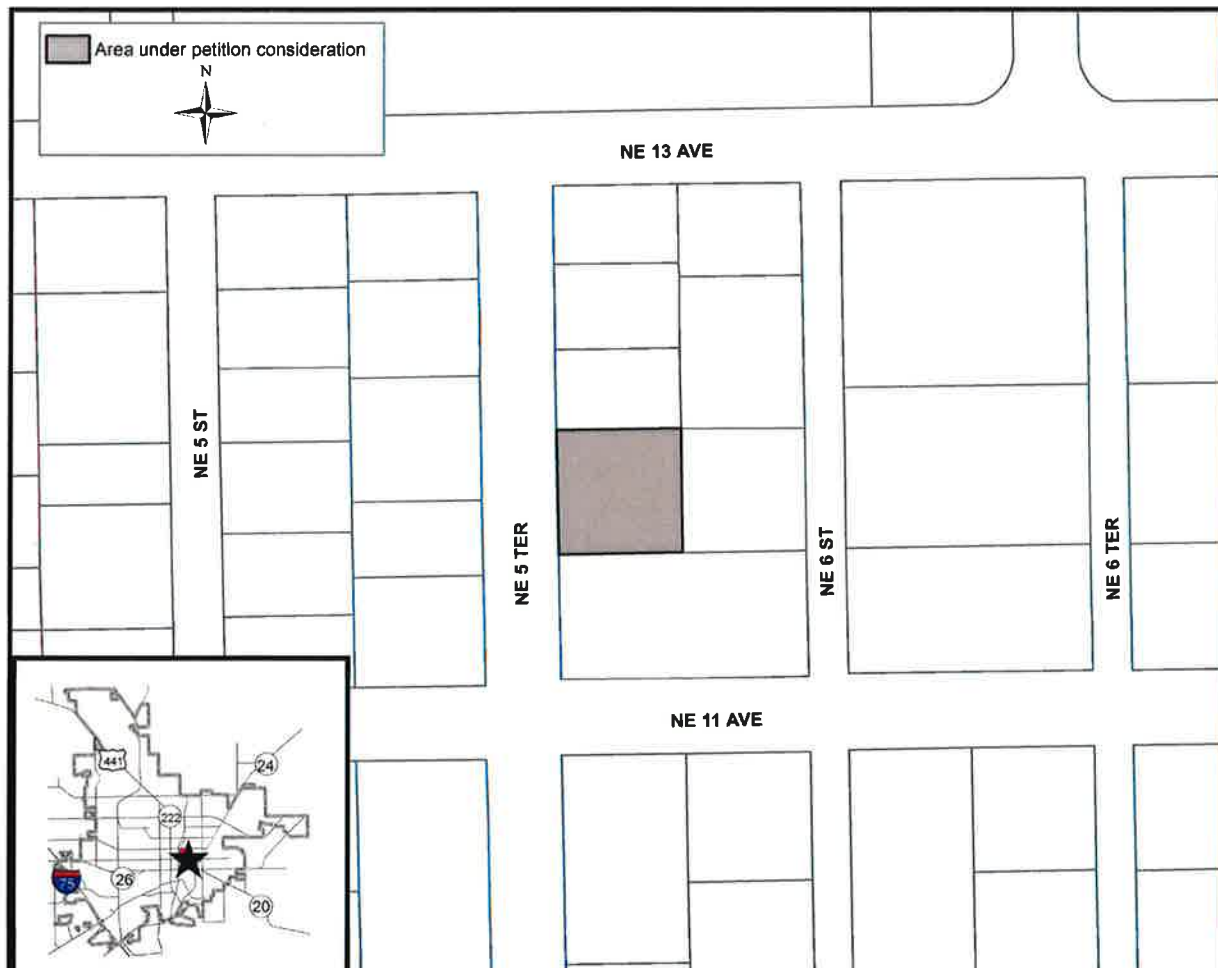 Area under petition consideration
N
NE 13 AVE
NE 5 ST
NE 5 TER
NE 6 ST
NE 6 TER
NE 11 AVE
441
24
222
75
26
20